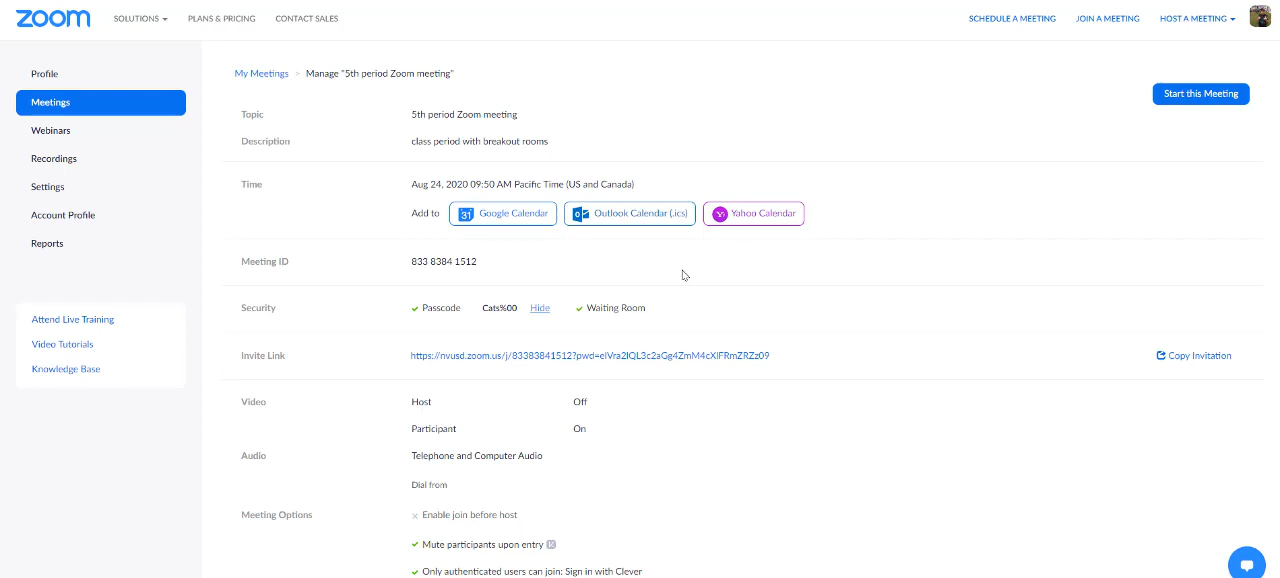 zoom SOLUTIONS PLANS & PRICING CONTACT SALES SCHEDULE A MEETING JOIN A MEETING HOST A MEETING
Profile
Meetings
Webinars
Recordings
Settings
Account Profile
Reports
Attend Live Training
Video Tutorials
Knowledge Base
My Meetings > Manage "5th period Zoom meeting"
Start this Meeting
Topic 5th period Zoom meeting
Description class period with breakout rooms
Time Aug 24, 2020 09:50 AM Pacific Time (US and Canada)
Add to 31 Google Calendar Outlook Calendar (.ics) Yahoo Calendar
Meeting ID 833 8384 1512
Security Passcode Cats%00 Hide Waiting Room
Invite Link https://nvusd.zoom.us/j/83383841512?pwd=elVra2lQL3c2aGg4ZmM4cXlFRmZRZz09 Copy Invitation
Video Host Off
Participant On
Audio Telephone and Computer Audio
Dial from
Meeting Options × Enable join before host
Mute participants upon entry
Only authenticated users can join: Sign in with Clever